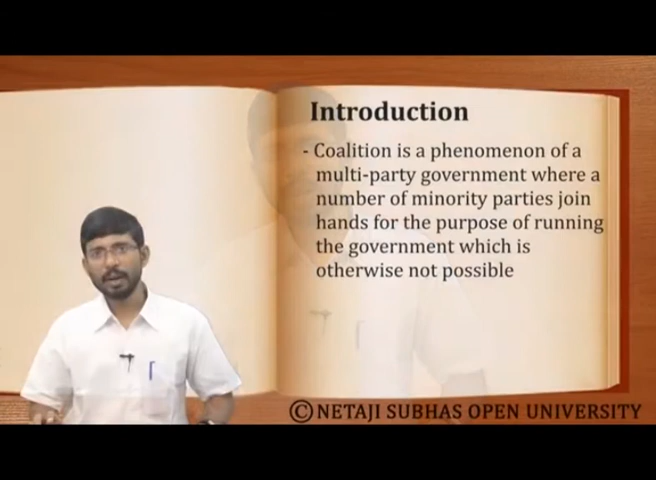 Introduction
- Coalition is a phenomenon of a
multi-party government where a
number of minority parties join
hands for the purpose of running
the government which is
otherwise not possible
© NETAJI SUBHAS OPEN UNIVERSITY